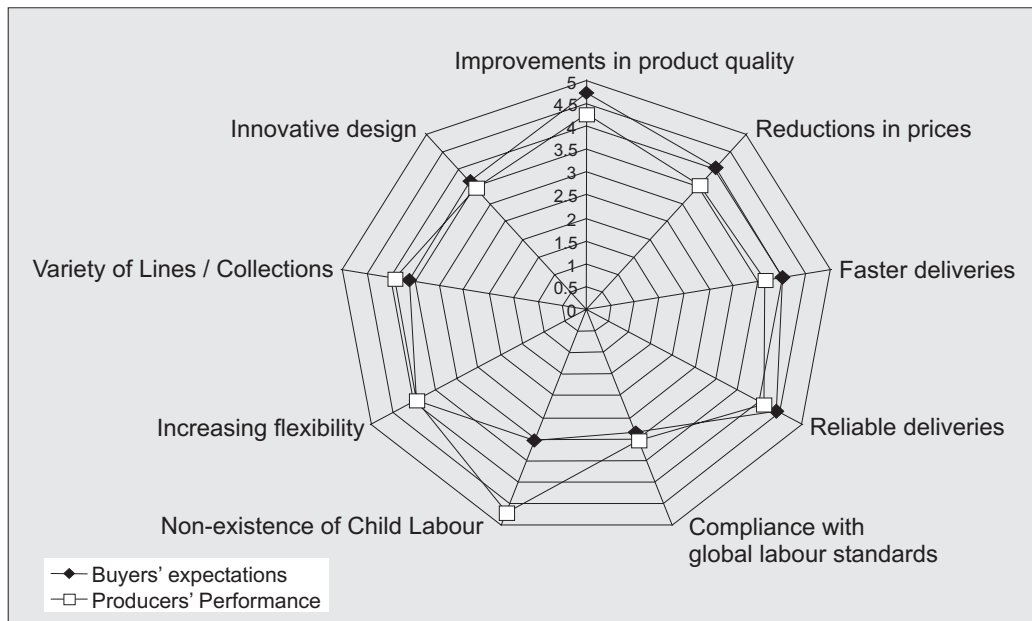 Improvements in product quality
5
4.5
4
3.5
3
2.5
2
1.5
1
0.5
0
Innovative design
Reductions in prices
Variety of Lines / Collections
Faster deliveries
Increasing flexibility
Reliable deliveries
Non-existence of Child Labour
Compliance with
global labour standards
Buyers’ expectations
Producers’ Performance